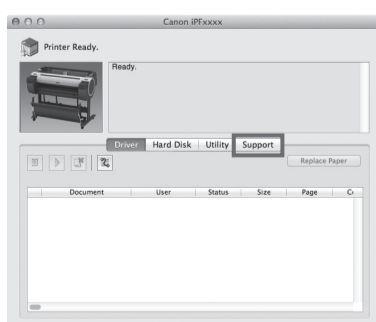 Canon iPFxxxx
Printer Ready.
Ready.
Driver Hard Disk Utility Support
Replace Paper
Document User Status Size Page